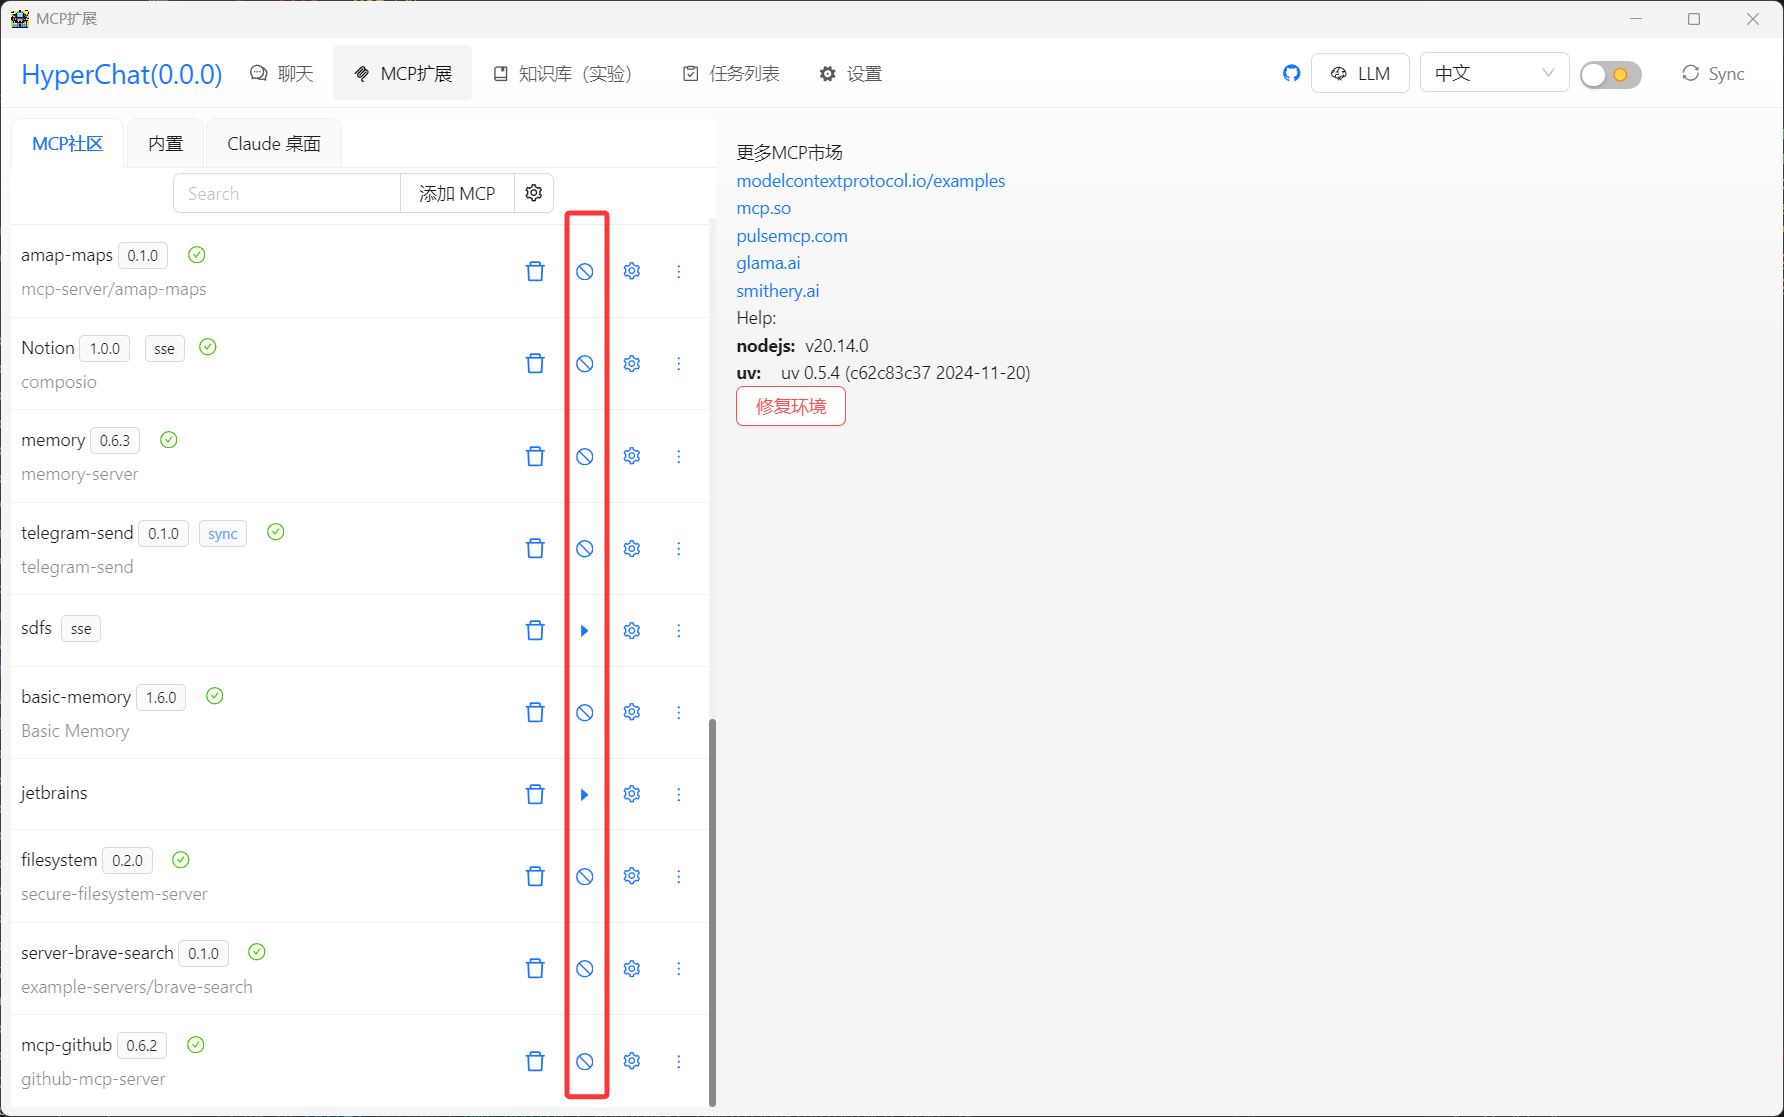 MCP扩展
HyperChat(0.0.0) 聊天 MCP扩展 知识库（实验） 任务列表 设置 LLM 中文 Sync
MCP社区 内置 Claude 桌面
Search 添加 MCP
amap-maps 0.1.0
mcp-server/amap-maps
Notion 1.0.0 sse
composio
memory 0.6.3
memory-server
telegram-send 0.1.0 sync
telegram-send
sdfs sse
basic-memory 1.6.0
Basic Memory
jetbrains
filesystem 0.2.0
secure-filesystem-server
server-brave-search 0.1.0
example-servers/brave-search
mcp-github 0.6.2
github-mcp-server
更多MCP市场
modelcontextprotocol.io/examples
mcp.so
pulsemcp.com
glama.ai
smithery.ai
Help:
nodejs: v20.14.0
uv: uv 0.5.4 (c62c83c37 2024-11-20)
修复环境